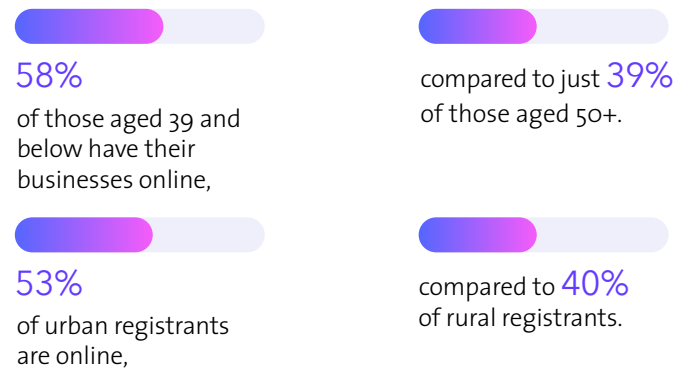 58%
of those aged 39 and
below have their
businesses online,
compared to just 39%
of those aged 50+.
53%
of urban registrants
are online,
compared to 40%
of rural registrants.